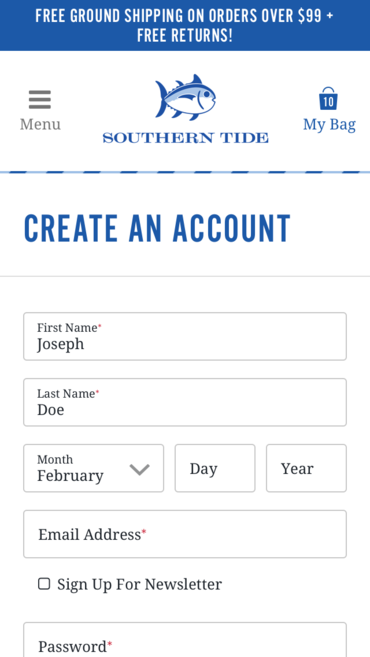 FREE GROUND SHIPPING ON ORDERS OVER $99 +
FREE RETURNS!
Menu
SOUTHERN TIDE
10
My Bag
CREATE AN ACCOUNT
First Name*
Joseph
Last Name*
Doe
Month
February
Day
Year
Email Address*
Sign Up For Newsletter
Password*